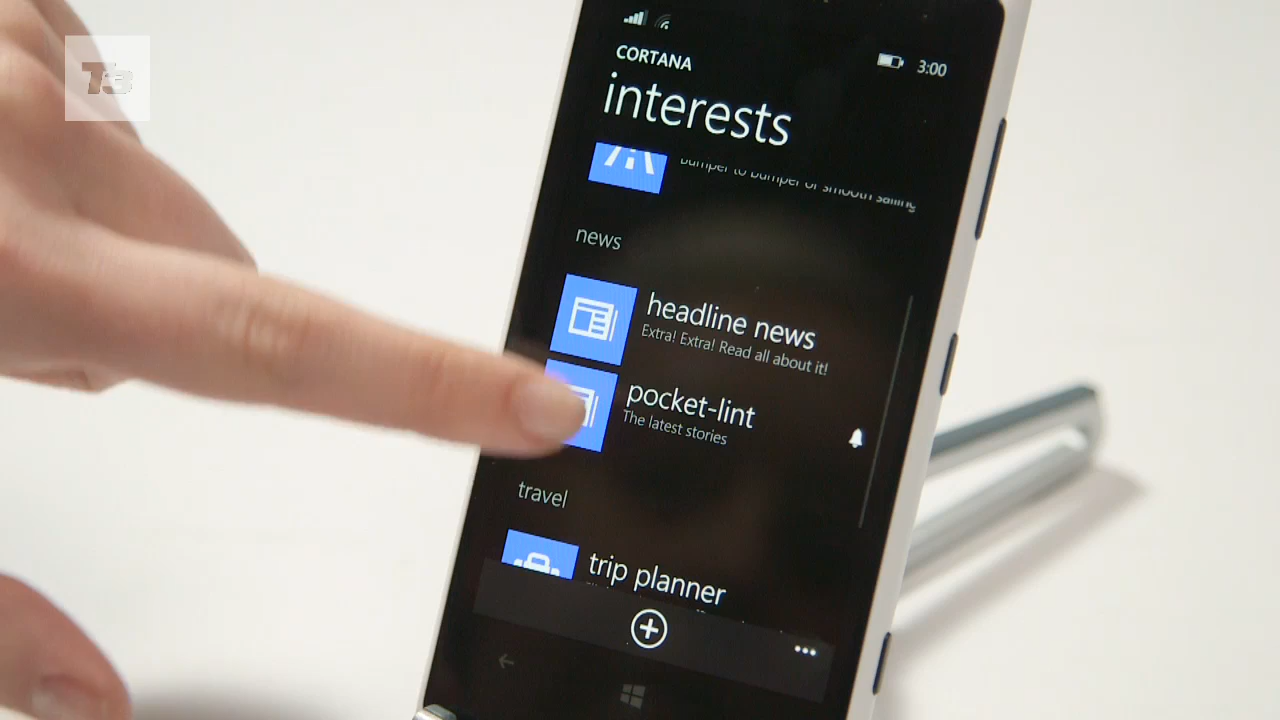 T3
CORTANA
3:00
interests
bumper to bumper or smooth sailing
news
headline news
Extra! Extra! Read all about it!
pocket-lint
The latest stories
travel
trip planner